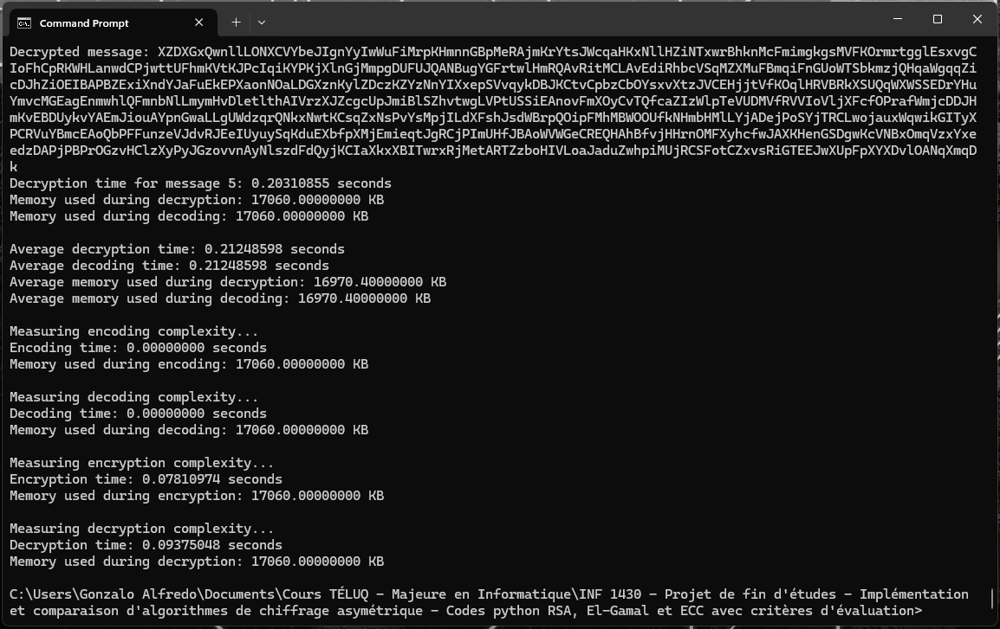 Command Prompt
Decrypted message: XZDXGxQwnllLONXCVYbeJIgnYyIwWuFiMrpKHmnnGBpMeRAjmKrYtsJWcqaHKxNllHZiNTxwrBhknMcFmimgkgsMVFKOrmrtgglEsxvgC
IoFhCpRKWHLanwdCPjwttUFhmKVtKJPcIqiKYPKjXlnGjMmpgDUFUJQANBugYGFrtwlHmRQAvRitMCLAvEdiRhbcVSqMZXMuFBmqiFnGUoWTSbkmzjQHqaWgqqZi
cDJhZiOEIBAPBZExiXndYJaFuEkEPXaonNOaLDGXznKylZDczKZYzNnYIXxepSVvqykDBJKCtvCpbzCbOYsxvXtzJVCEHjjtVfKOqlHRVBRkXSUQqWXWSSEDrYHu
YmvcMGEagEnmwhlQFmnbNlLmymHvDletlthAIVrzXJZcgcUpJmiBlSZhvtwgLVPtUSSiEAnovFmXOyCvTQfcaZIzWlpTeVUDMVfRVVIoVljXFcfOPrafWmjcDDJH
mKvEBDUykvYAEmJiouAYpnGwaLLgUWdzqrQNkxNwtKCsqZxNsPvYsMpjILdXFshJsdWBrpQOipFMhMBWOOUfkNHmbHMlLYjADejPoSYjTRCLwojauxWqwikGITyX
PCRVuYBmcEAoQbPFFunzeVJdvRJEeIUyuySqKduEXbfpXMjEmieqtJgRCjPImUHfJBAoWVWGeCREQHAhBfvjHHrnOMFXyhcfwJAXKHenGSDgwKcVNBxOmqVzxYxe
edzDAPjPBPrOGzvHClzXyPyJGzovvnAyNlszdFdQyjKCIaXkxXBITwrxRjMetARTZzboHIVLoaJaduZwhpiMUjRCSFotCZxvsRiGTEEJwXUpFpXYXDvlOANqXmqD
k
Decryption time for message 5: 0.20310855 seconds
Memory used during decryption: 17060.00000000 KB
Memory used during decoding: 17060.00000000 KB
Average decryption time: 0.21248598 seconds
Average decoding time: 0.21248598 seconds
Average memory used during decryption: 16970.40000000 KB
Average memory used during decoding: 16970.40000000 KB
Measuring encoding complexity...
Encoding time: 0.00000000 seconds
Memory used during encoding: 17060.00000000 KB
Measuring decoding complexity...
Decoding time: 0.00000000 seconds
Memory used during decoding: 17060.00000000 KB
Measuring encryption complexity...
Encryption time: 0.07810974 seconds
Memory used during encryption: 17060.00000000 KB
Measuring decryption complexity...
Decryption time: 0.09375048 seconds
Memory used during decryption: 17060.00000000 KB
C:\Users\Gonzalo Alfredo\Documents\Cours TÉLUQ - Majeure en Informatique\INF 1430 - Projet de fin d'études - Implémentation
et comparaison d'algorithmes de chiffrage asymétrique - Codes python RSA, El-Gamal et ECC avec critères d'évaluation>